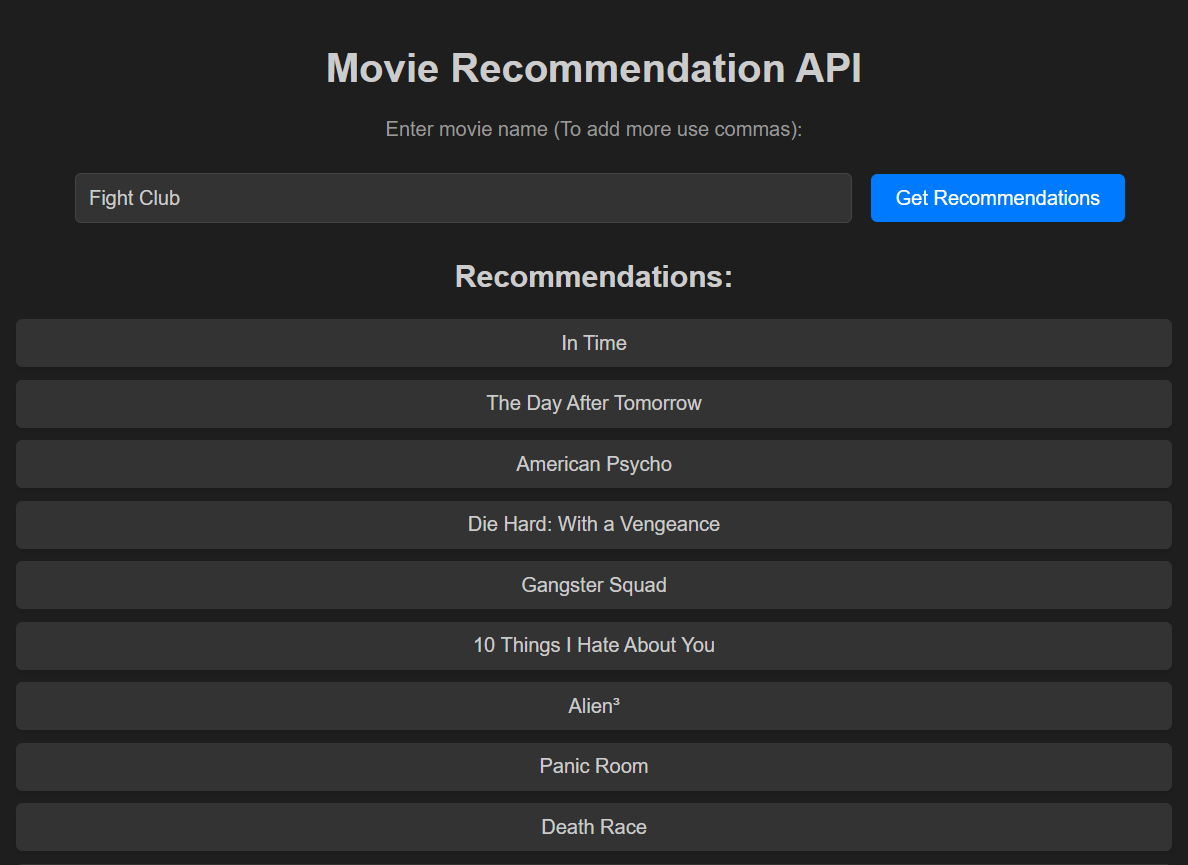 Movie Recommendation API
Enter movie name (To add more use commas):
Fight Club
Get Recommendations
Recommendations:
In Time
The Day After Tomorrow
American Psycho
Die Hard: With a Vengeance
Gangster Squad
10 Things I Hate About You
Alien³
Panic Room
Death Race